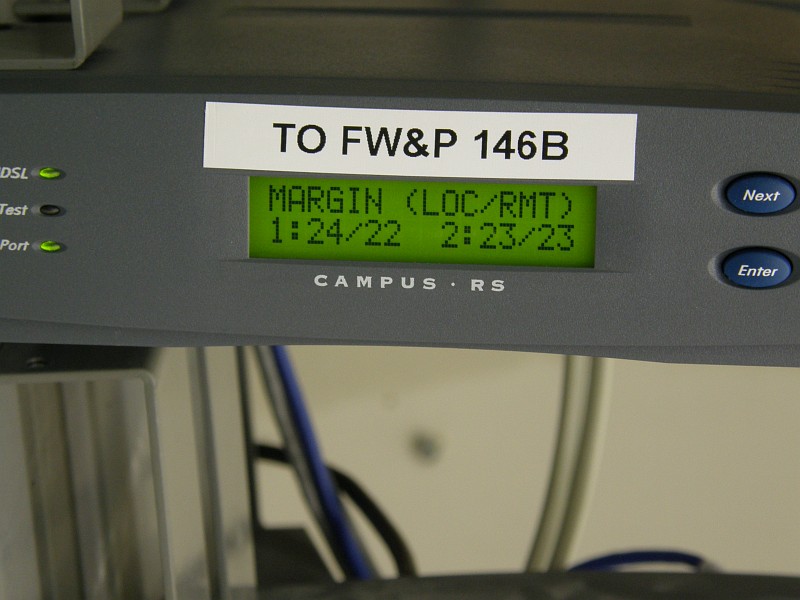 TO FW&P 146B
DSL
Test
Port
MARGIN (LOC/RMT)
1:24/22 2:23/23
CAMPUS · RS
Next
Enter